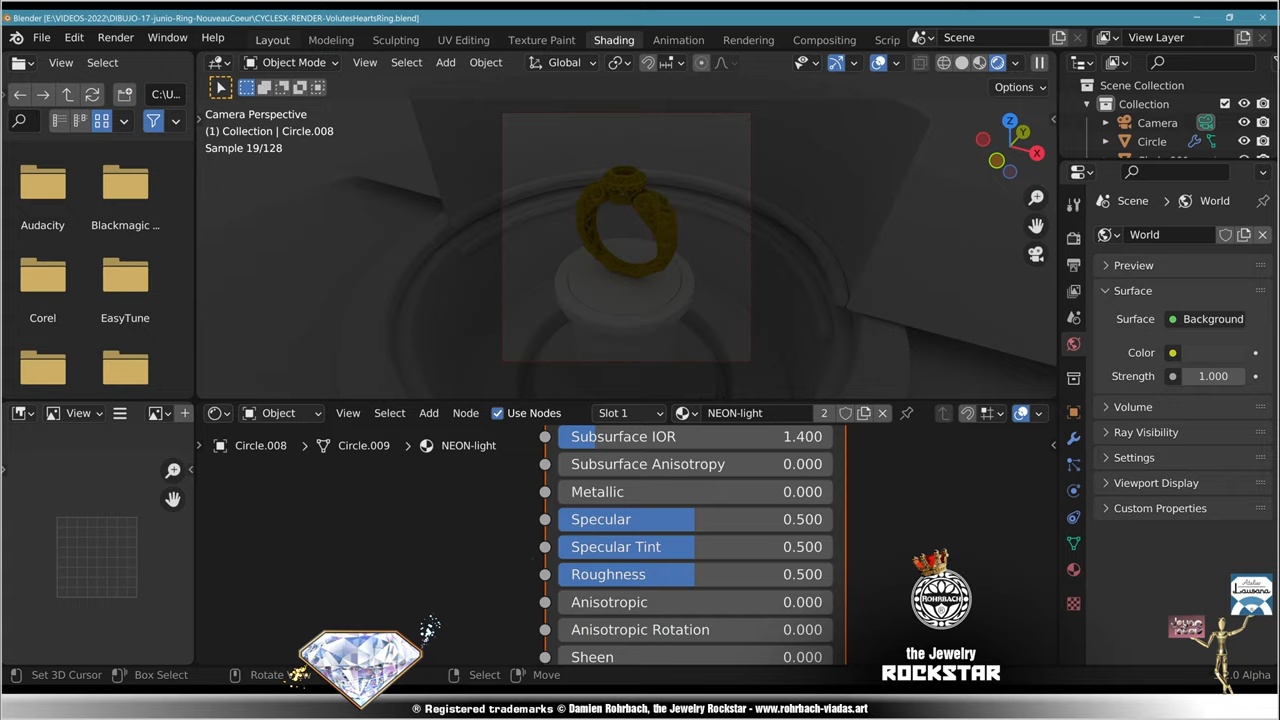 Blender [E:\VIDEOS-2022\DIBUJO-17-junio-Ring-NouveauCoeur\CYCLESX-RENDER-VolutesHeartsRing.blend]
File Edit Render Window Help Layout Modeling Sculpting UV Editing Texture Paint Shading Animation Rendering Compositing Scrip Scene View Layer
View Select Object Mode View Select Add Object Global
C:\U... Options
Camera Perspective
(1) Collection | Circle.008
Sample 19/128
Z
Y
X
Scene Collection
Collection
Camera
Circle
Audacity Blackmagic ...
Corel EasyTune
Scene World
World
Preview
Surface
Surface Background
Color
Strength 1.000
Volume
Ray Visibility
Settings
Viewport Display
Custom Properties
View Object View Select Add Node Use Nodes Slot 1 NEON-light 2
Circle.008 Circle.009 NEON-light
Subsurface IOR 1.400
Subsurface Anisotropy 0.000
Metallic 0.000
Specular 0.500
Specular Tint 0.500
Roughness 0.500
Anisotropic 0.000
Anisotropic Rotation 0.000
Sheen 0.000
ROHRBACH
the Jewelry
ROCKSTAR
Atelier
Lausana
Set 3D Cursor Box Select Rotate Select Move .0 Alpha
® Registered trademarks © Damien Rohrbach, the Jewelry Rockstar - www.rohrbach-viadas.art